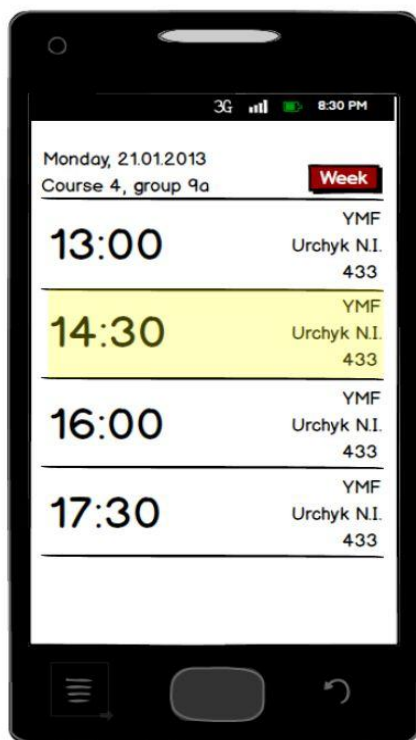 3G 8:30 PM
Monday, 21.01.2013
Course 4, group 9a
Week
13:00
YMF
Urchyk N.I.
433
14:30
YMF
Urchyk N.I.
433
16:00
YMF
Urchyk N.I.
433
17:30
YMF
Urchyk N.I.
433